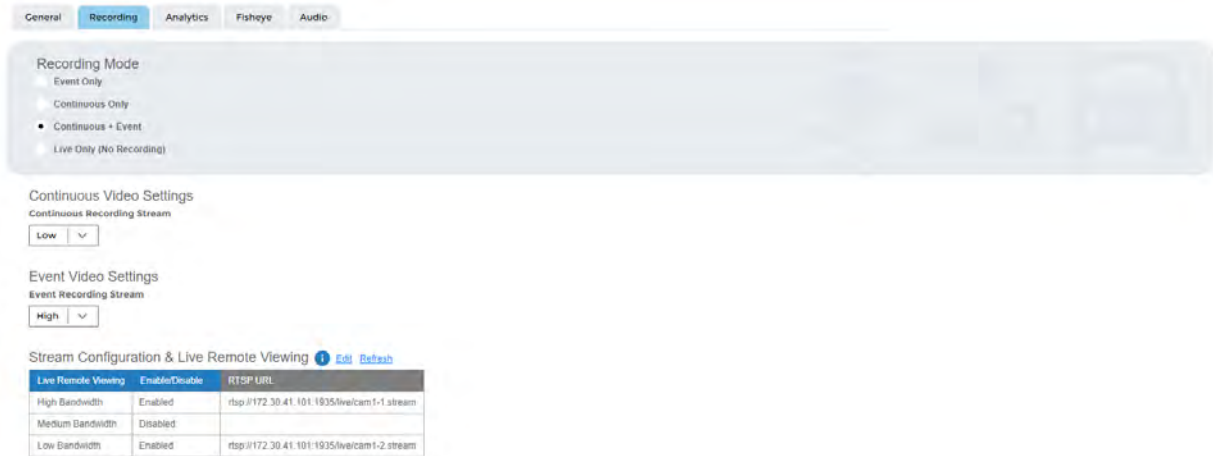 General Recording Analytics Fisheye Audio
Recording Mode
Event Only
Continuous Only
Continuous + Event
Live Only (No Recording)
Continuous Video Settings
Continuous Recording Stream
Low
Event Video Settings
Event Recording Stream
High
Stream Configuration & Live Remote Viewing i Edit Refresh
Live Remote Viewing Enable/Disable RTSP URL
High Bandwidth Enabled rtsp://172.30.41.101:1935/live/cam1-1.stream
Medium Bandwidth Disabled
Low Bandwidth Enabled rtsp://172.30.41.101:1935/live/cam1-2.stream